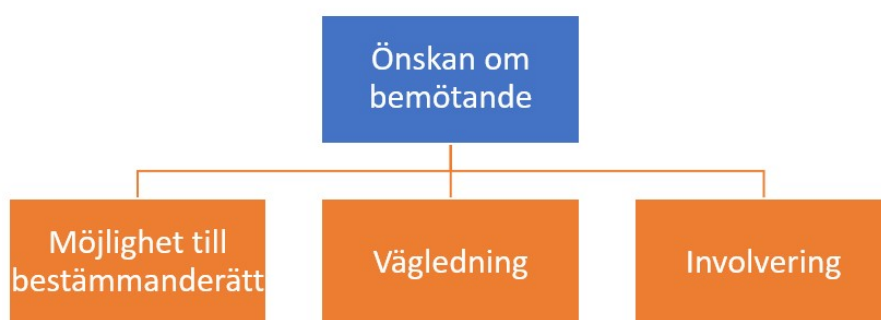 Önskan om
bemötande
Möjlighet till
bestämmanderätt
Vägledning
Involvering